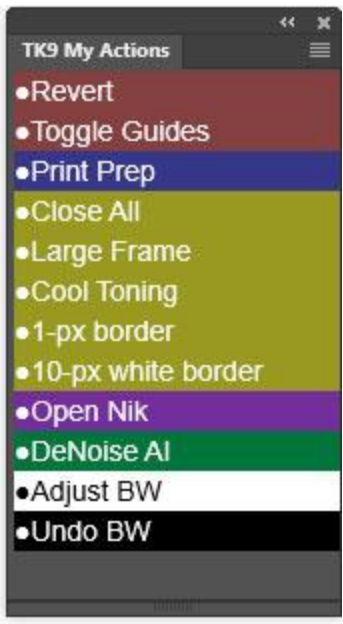 TK9 My Actions
●Revert
●Toggle Guides
●Print Prep
●Close All
●Large Frame
●Cool Toning
●1-px border
●10-px white border
●Open Nik
●DeNoise AI
●Adjust BW
●Undo BW